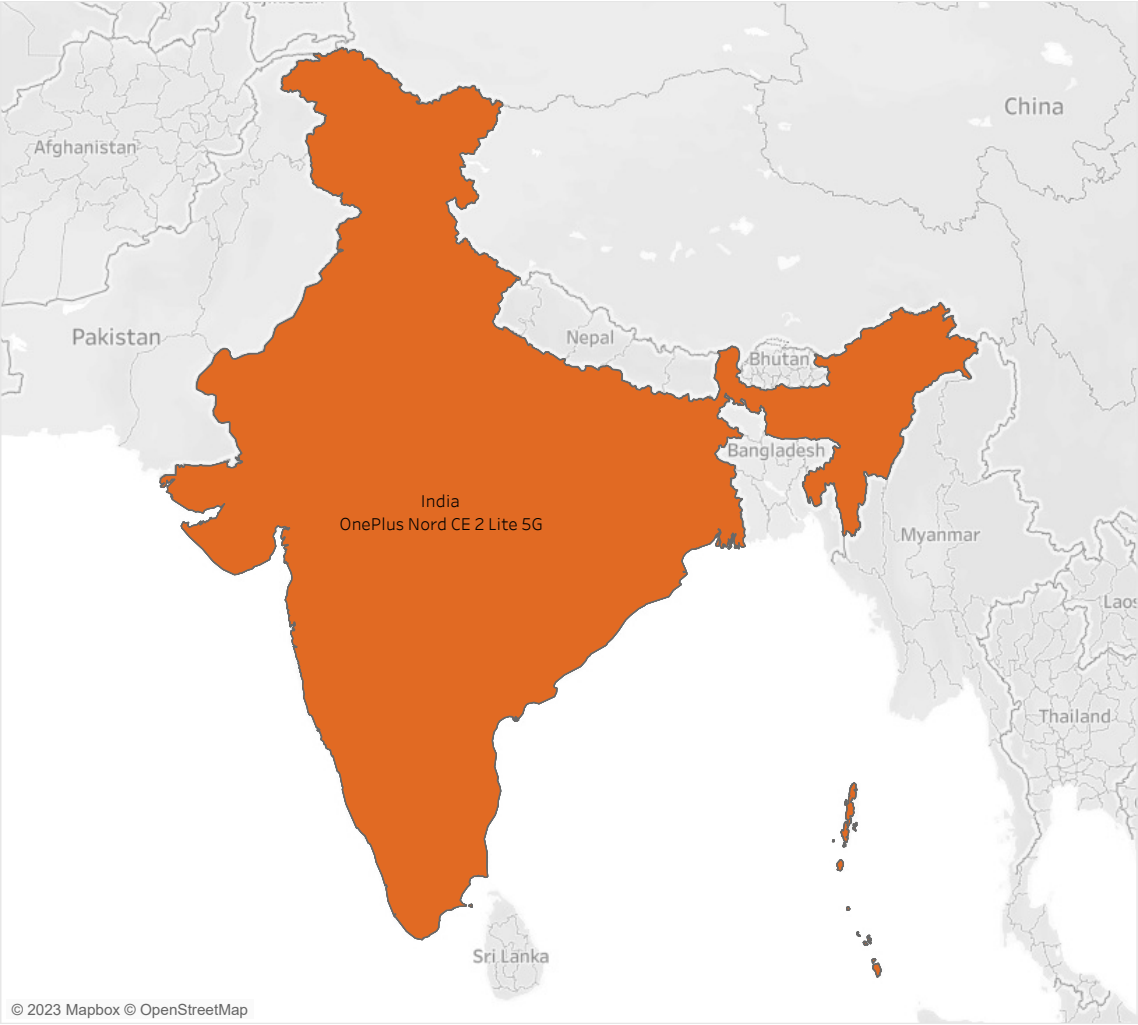 China
Afghanistan
Pakistan
Nepal
Bhutan
Bangladesh
India
OnePlus Nord CE 2 Lite 5G
Myanmar
Laos
Thailand
Sri Lanka
© 2023 Mapbox © OpenStreetMap